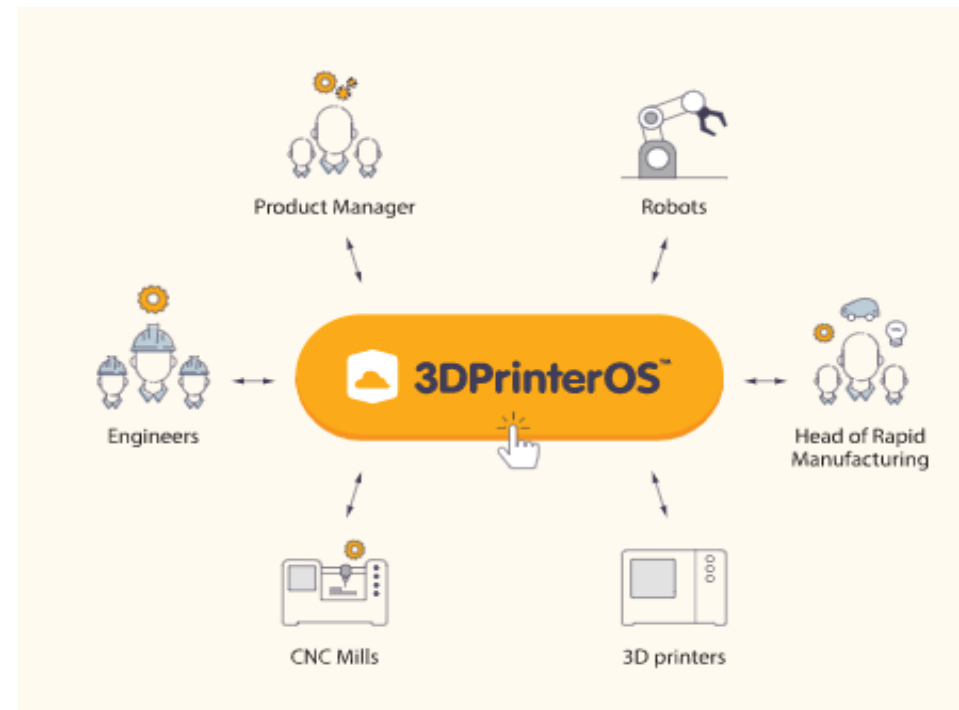 Product Manager
Robots
3DPrinterOS™
Engineers
Head of Rapid
Manufacturing
CNC Mills
3D printers